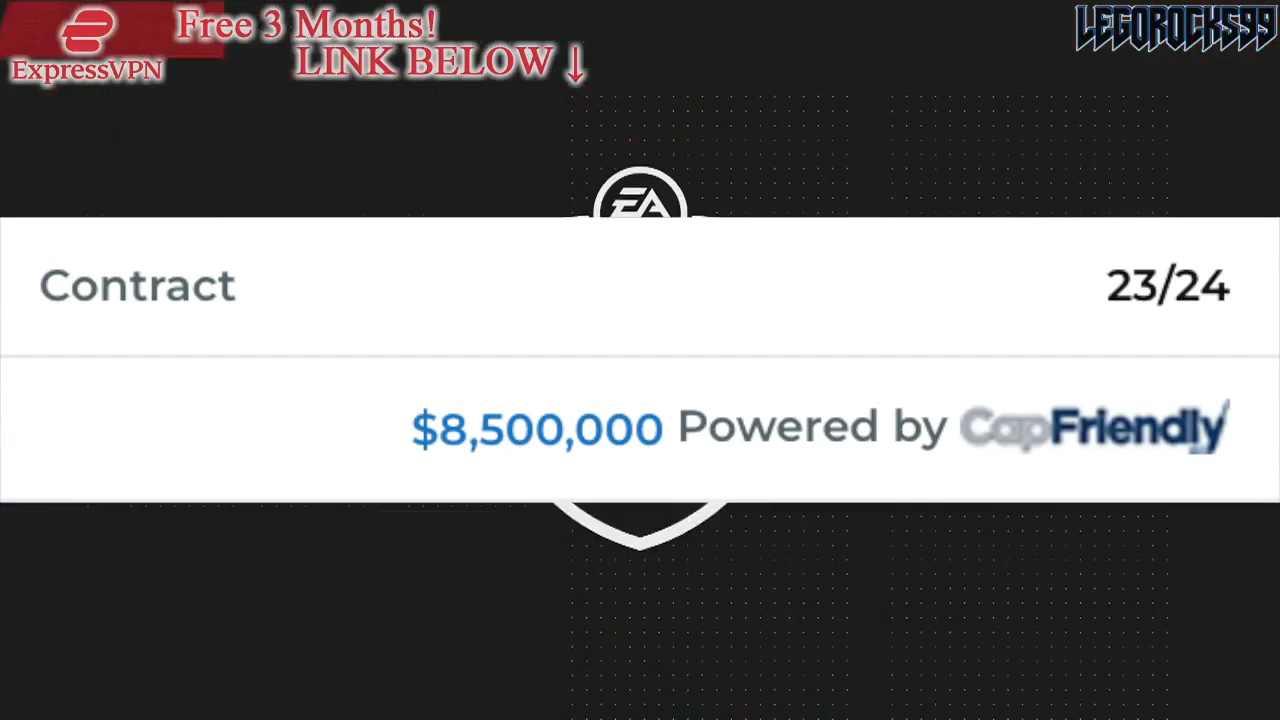 Free 3 Months!
LINK BELOW ↓
ExpressVPN
LEGOROCKS99
EA
Contract 23/24
$8,500,000 Powered by CapFriendly